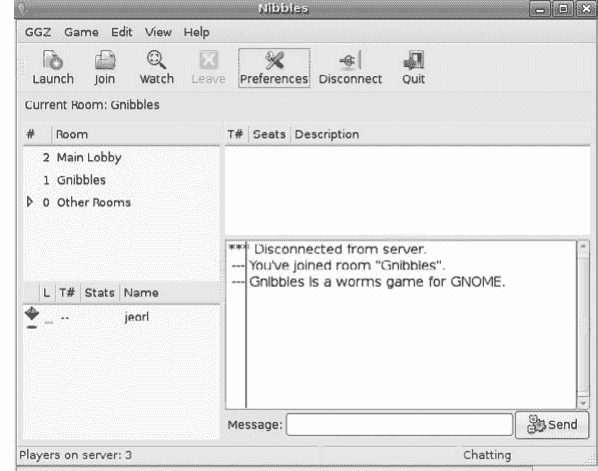 Nibbles
GGZ Game Edit View Help
Launch Join Watch Leave Preferences Disconnect Quit
Current Room: Gnibbles
# Room
2 Main Lobby
1 Gnibbles
0 Other Rooms
T# Seats Description
*** Disconnected from server.
--- You've joined room "Gnibbles".
--- Gnibbles is a worms game for GNOME.
L T# Stats Name
-- jeorl
Message: Send
Players on server: 3 Chatting